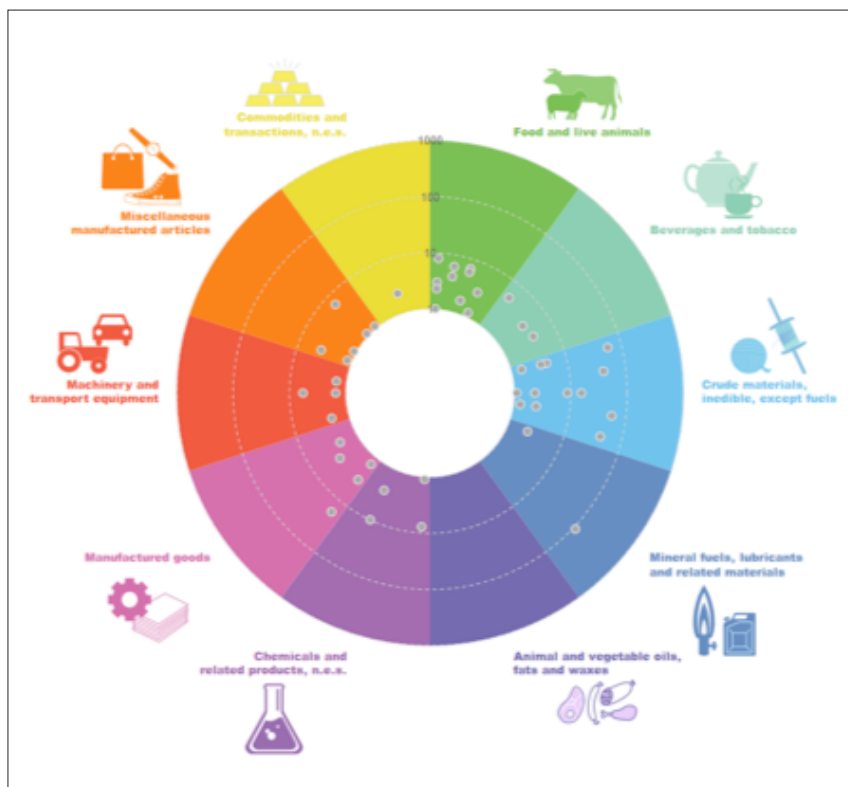 Commodities and
transactions, n.e.s.
Food and live animals
1000
100
10
Miscellaneous
manufactured articles
Beverages and tobacco
Machinery and
transport equipment
Crude materials,
inedible, except fuels
Manufactured goods
Mineral fuels, lubricants
and related materials
Chemicals and
related products, n.e.s.
Animal and vegetable oils,
fats and waxes